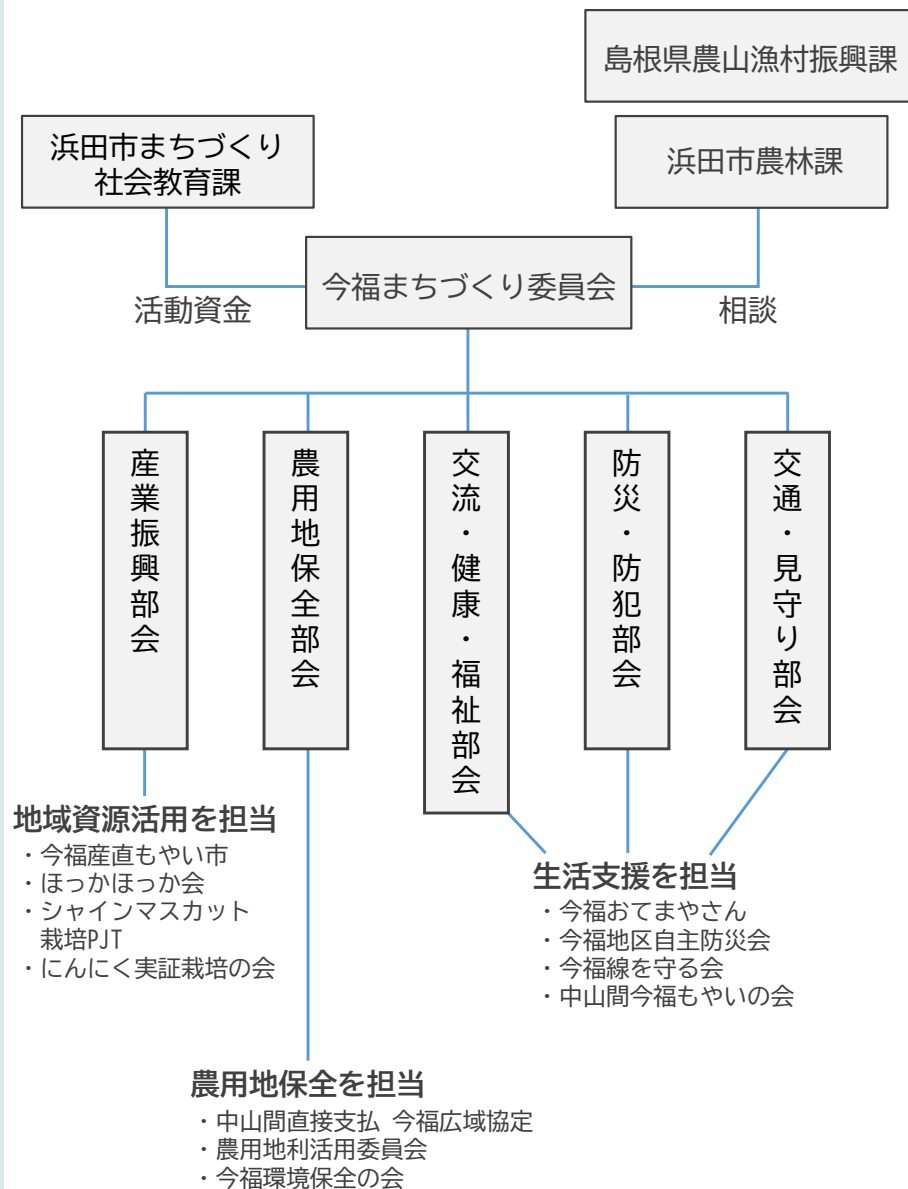 島根県農山漁村振興課
浜田市まちづくり
社会教育課
浜田市農林課
今福まちづくり委員会
活動資金
相談
産業振興部会
農用地保全部会
交流・健康・福祉部会
防災・防犯部会
交通・見守り部会
地域資源活用を担当
・今福産直もやい市
・ほっかほっか会
・シャインマスカット
栽培PJT
・にんにく実証栽培の会
生活支援を担当
・今福おてまやさん
・今福地区自主防災会
・今福線を守る会
・中山間今福もやいの会
農用地保全を担当
・中山間直接支払 今福広域協定
・農用地利活用委員会
・今福環境保全の会